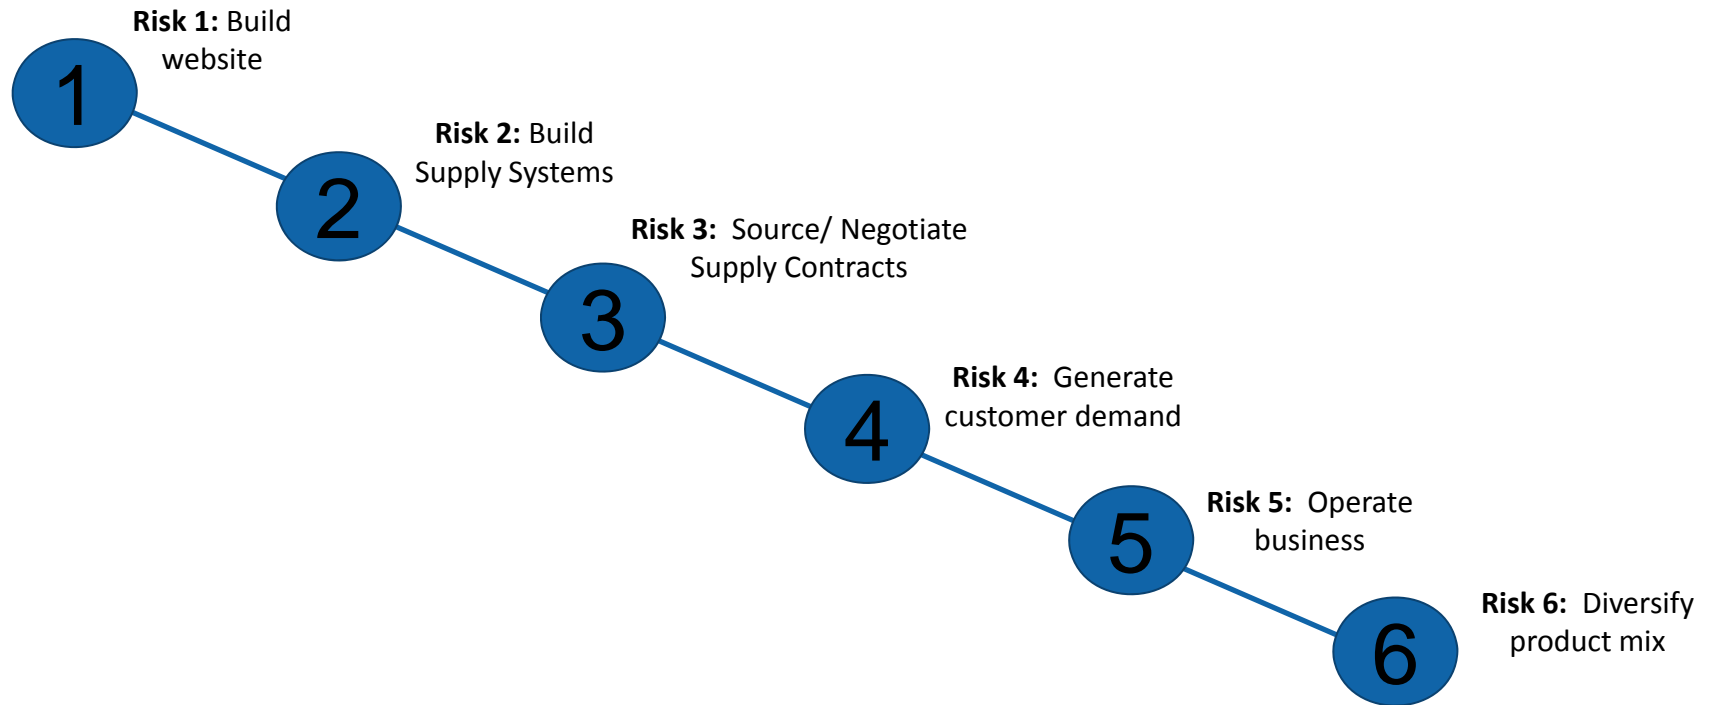 Risk 1: Build
website
1
Risk 2: Build
Supply Systems
2
Risk 3:  Source/ Negotiate
Supply Contracts
3
Risk 4:  Generate
customer demand
4
Risk 5:  Operate
business
5
Risk 6:  Diversify
product mix
6